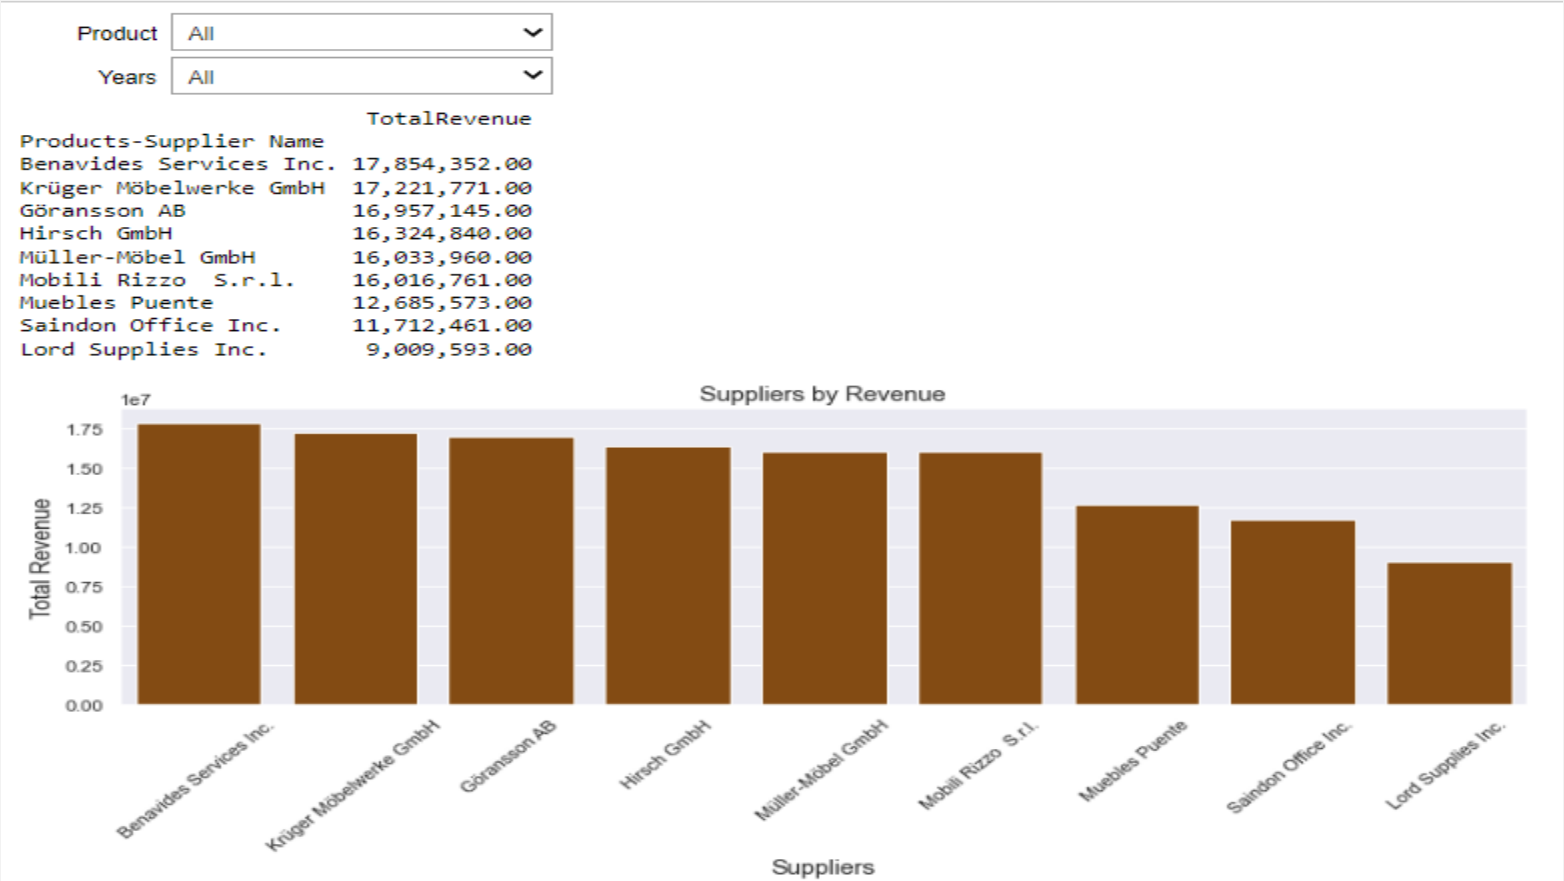 Product All
Years All
TotalRevenue
Products-Supplier Name
Benavides Services Inc. 17,854,352.00
Krüger Möbelwerke GmbH 17,221,771.00
Göransson AB 16,957,145.00
Hirsch GmbH 16,324,840.00
Müller-Möbel GmbH 16,033,960.00
Mobili Rizzo  S.r.l. 16,016,761.00
Muebles Puente 12,685,573.00
Saindon Office Inc. 11,712,461.00
Lord Supplies Inc. 9,009,593.00
Suppliers by Revenue
1e7
1.75
1.50
1.25
1.00
0.75
0.50
0.25
0.00
Total Revenue
Benavides Services Inc.
Krüger Möbelwerke GmbH
Göransson AB
Hirsch GmbH
Müller-Möbel GmbH
Mobili Rizzo  S.r.l.
Muebles Puente
Saindon Office Inc.
Lord Supplies Inc.
Suppliers